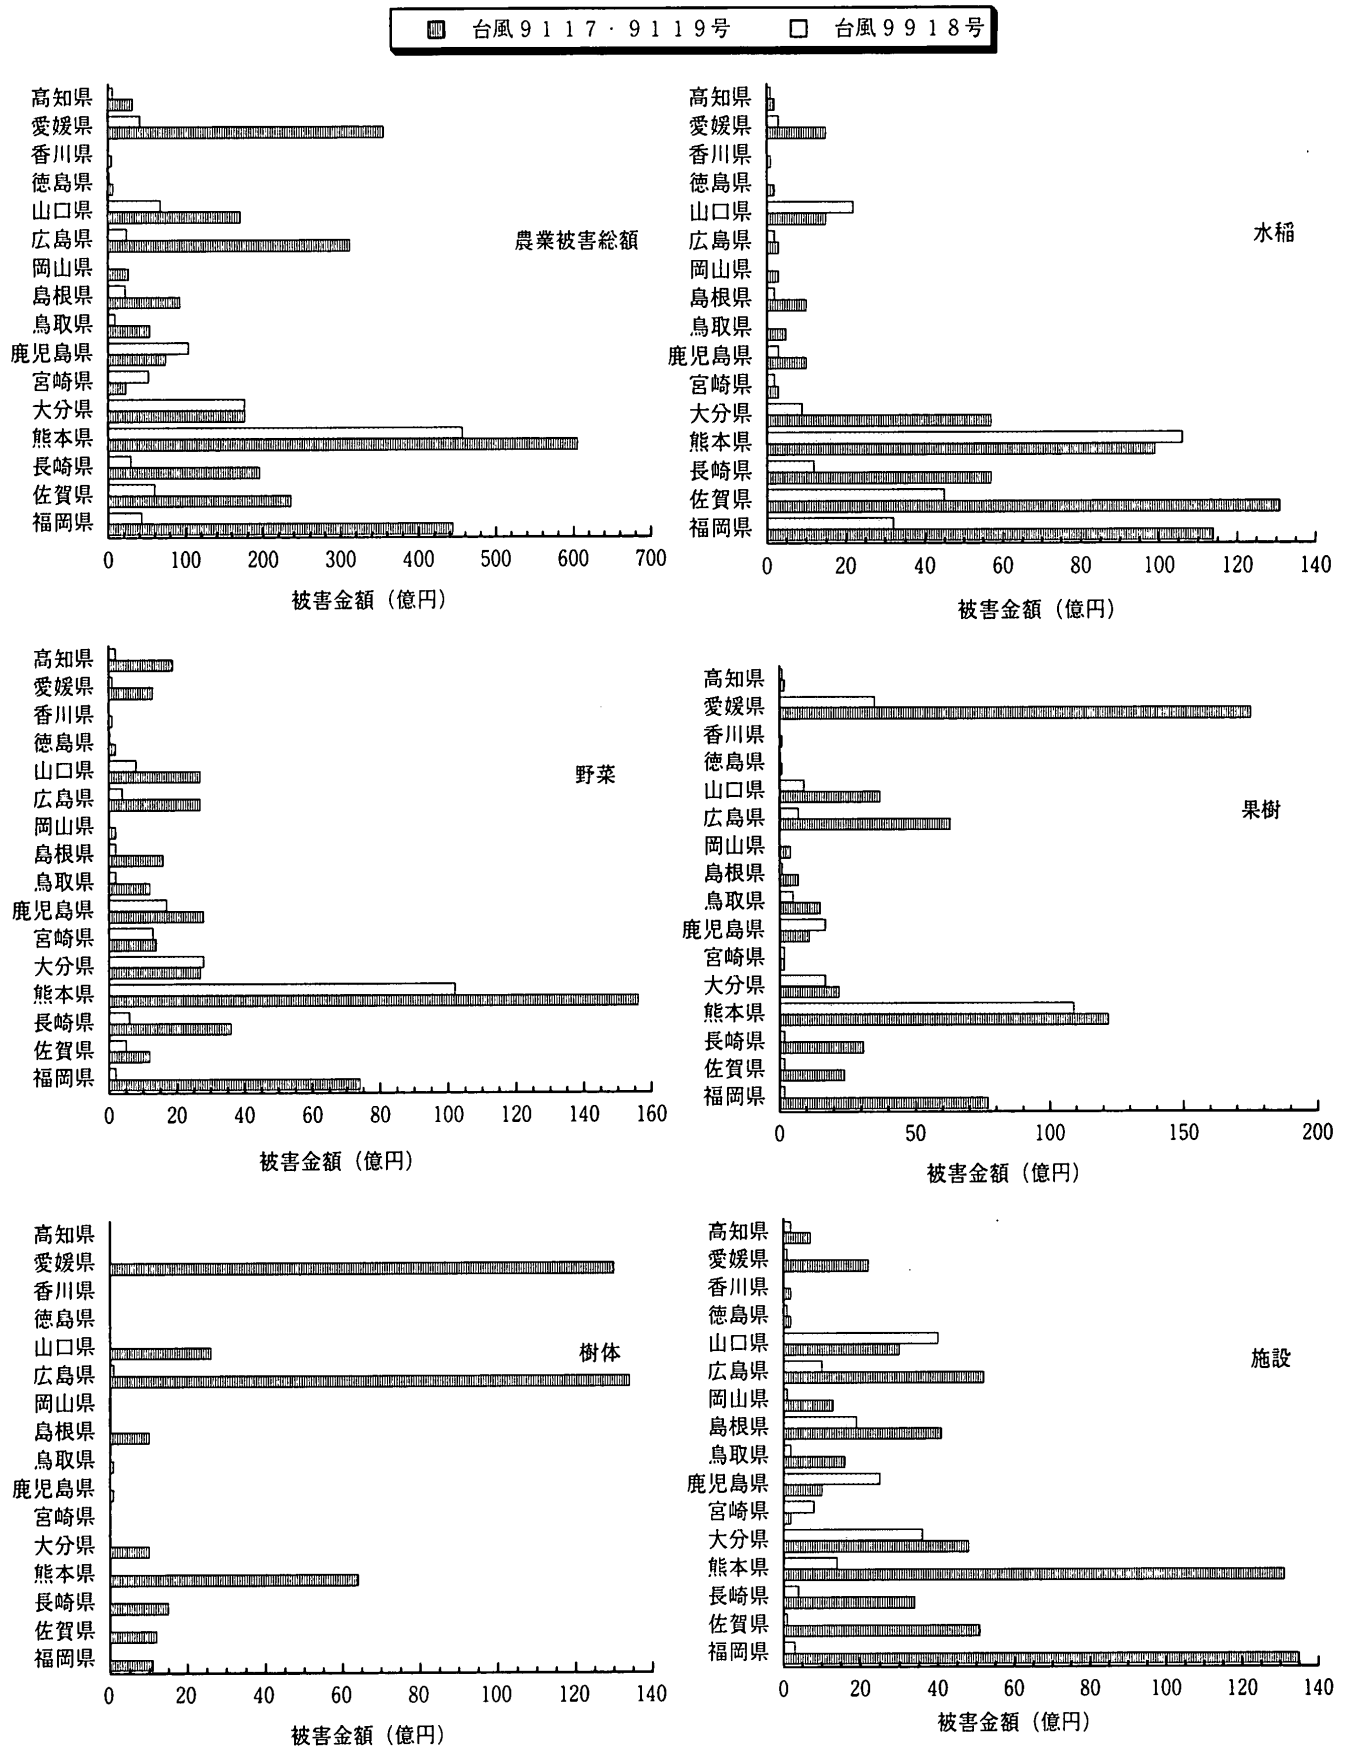 台風９１１７・９１１９号 台風９９１８号
高知県
愛媛県
香川県
徳島県
山口県
広島県
岡山県
島根県
鳥取県
鹿児島県
宮崎県
大分県
熊本県
長崎県
佐賀県
福岡県
農業被害総額
0 100 200 300 400 500 600 700
被害金額（億円）
高知県
愛媛県
香川県
徳島県
山口県
広島県
岡山県
島根県
鳥取県
鹿児島県
宮崎県
大分県
熊本県
長崎県
佐賀県
福岡県
水稲
0 20 40 60 80 100 120 140
被害金額（億円）
高知県
愛媛県
香川県
徳島県
山口県
広島県
岡山県
島根県
鳥取県
鹿児島県
宮崎県
大分県
熊本県
長崎県
佐賀県
福岡県
野菜
0 20 40 60 80 100 120 140 160
被害金額（億円）
高知県
愛媛県
香川県
徳島県
山口県
広島県
岡山県
島根県
鳥取県
鹿児島県
宮崎県
大分県
熊本県
長崎県
佐賀県
福岡県
果樹
0 50 100 150 200
被害金額（億円）
高知県
愛媛県
香川県
徳島県
山口県
広島県
岡山県
島根県
鳥取県
鹿児島県
宮崎県
大分県
熊本県
長崎県
佐賀県
福岡県
樹体
0 20 40 60 80 100 120 140
被害金額（億円）
高知県
愛媛県
香川県
徳島県
山口県
広島県
岡山県
島根県
鳥取県
鹿児島県
宮崎県
大分県
熊本県
長崎県
佐賀県
福岡県
施設
0 20 40 60 80 100 120 140
被害金額（億円）